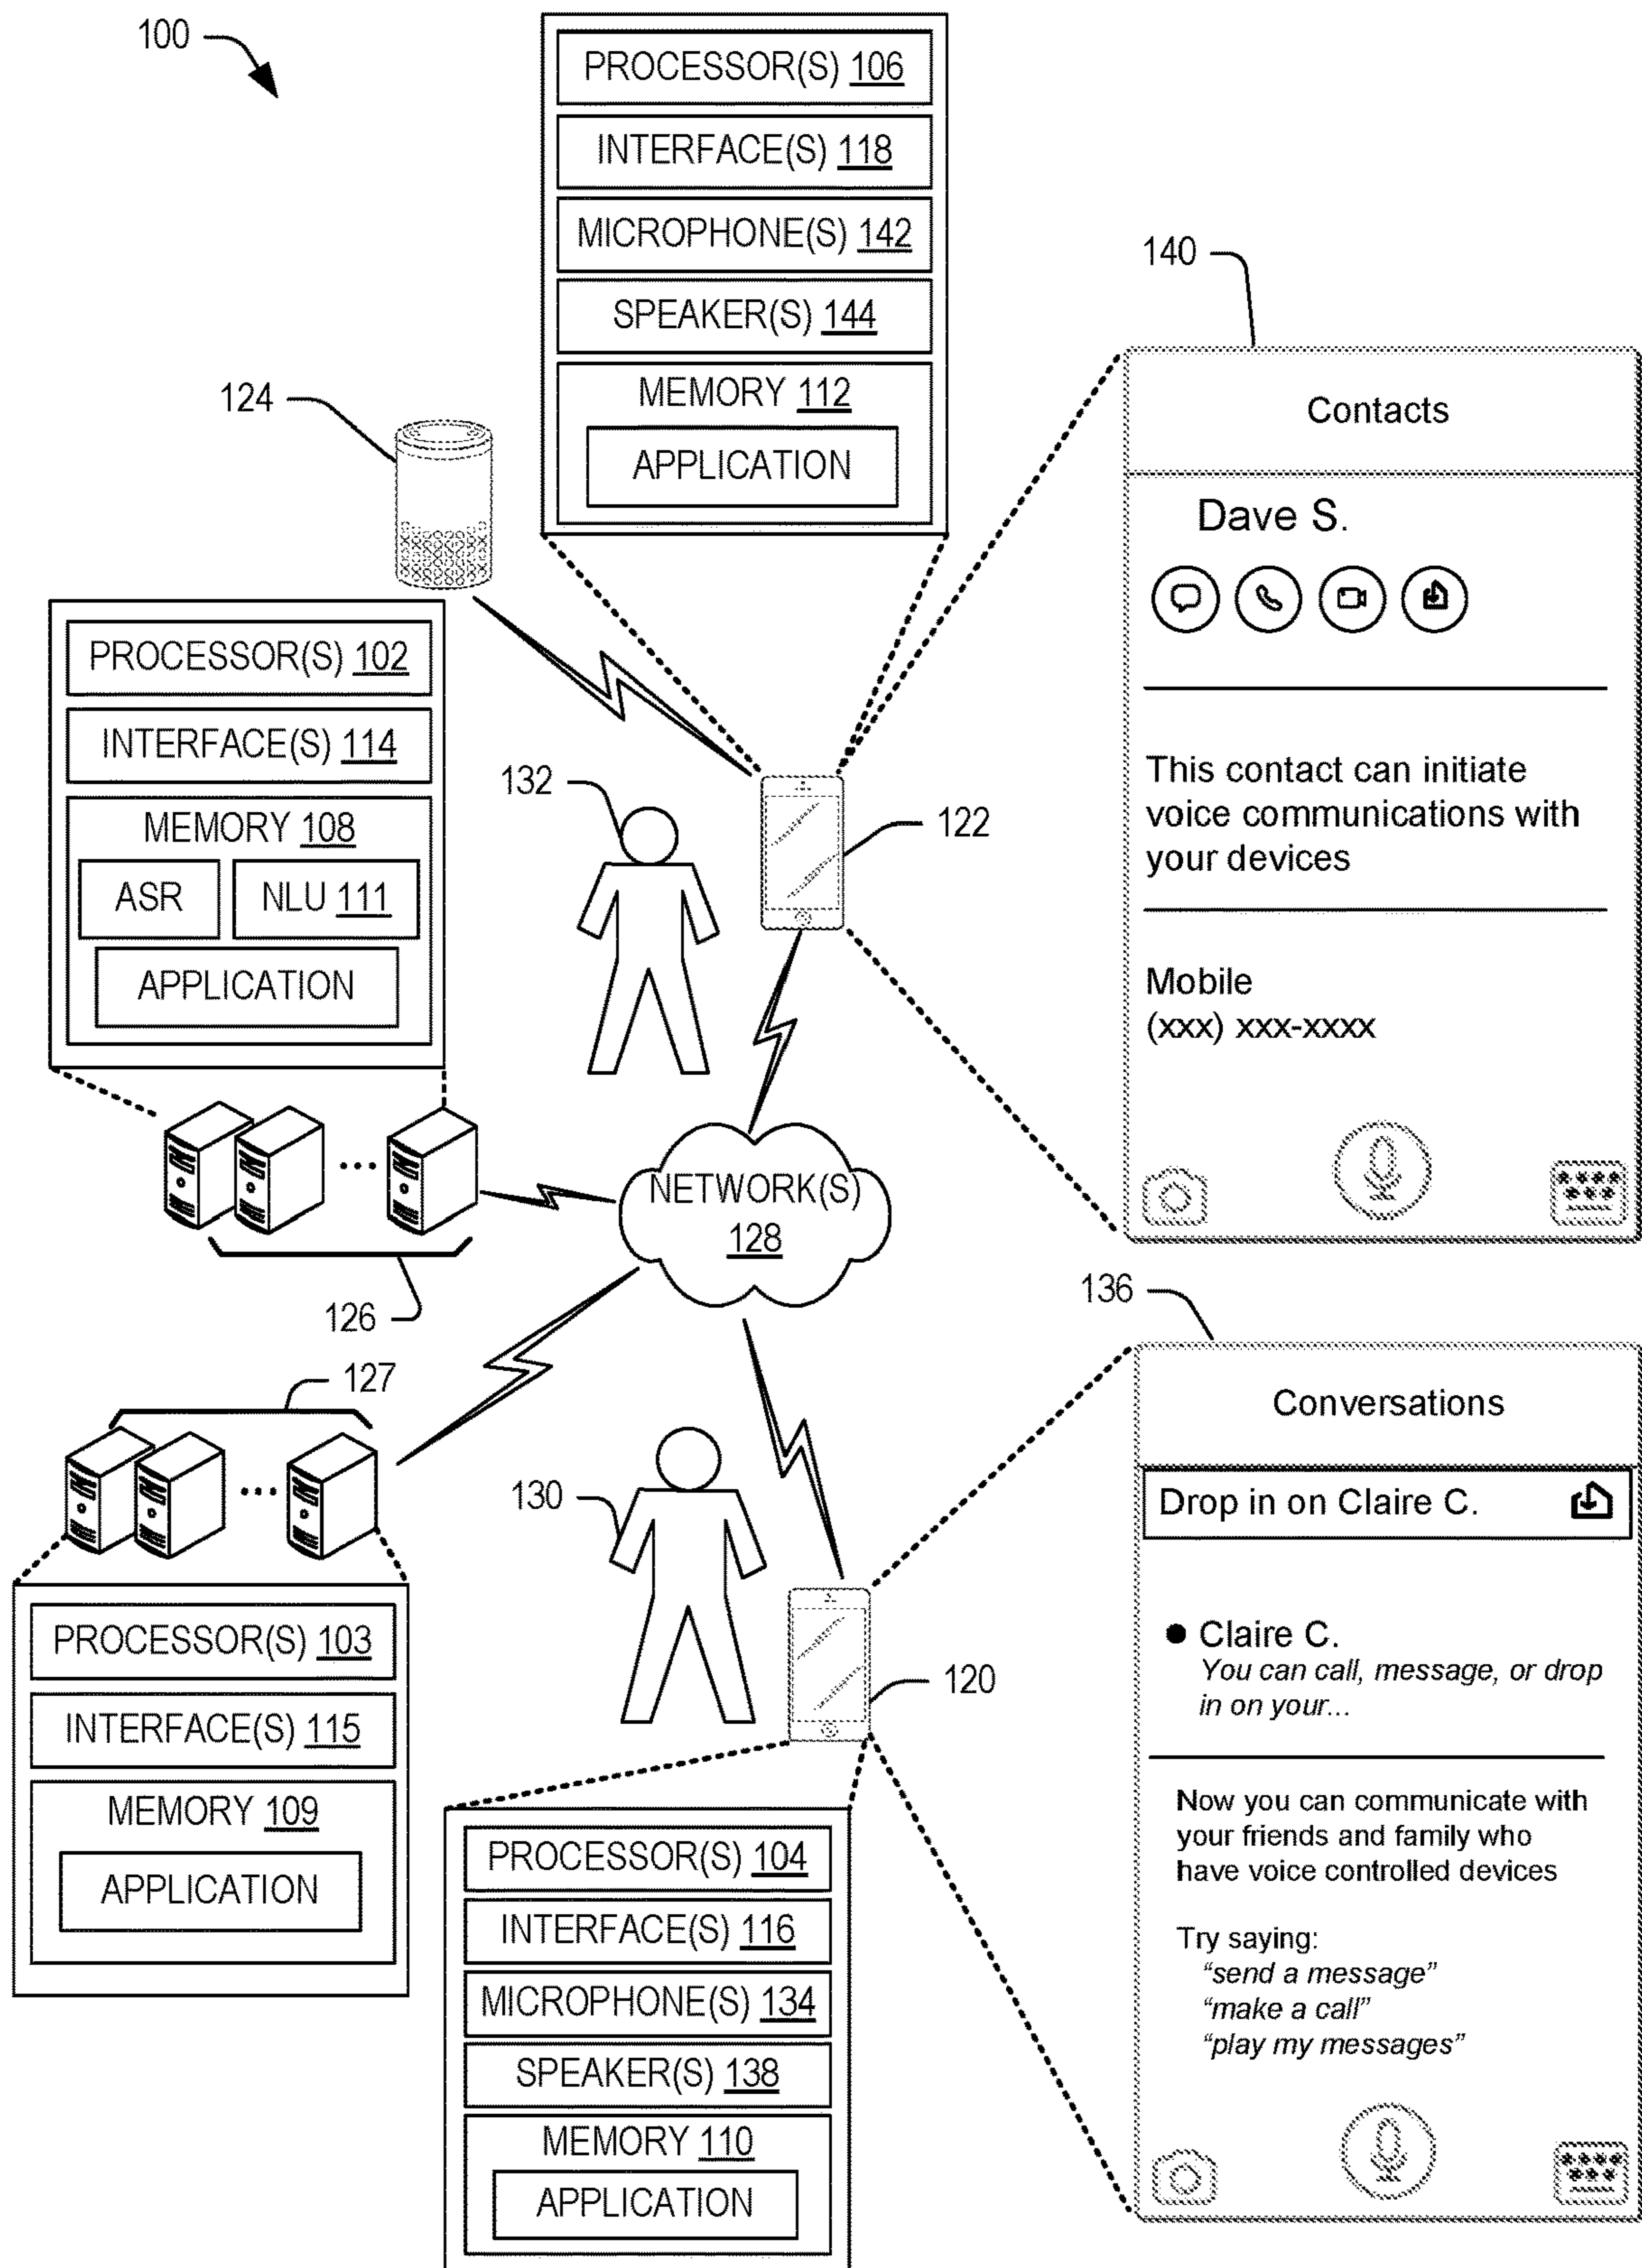 100
PROCESSOR(S) 106
INTERFACE(S) 118
MICROPHONE(S) 142
SPEAKER(S) 144
MEMORY 112
APPLICATION
124
140
Contacts
Dave S.
This contact can initiate
voice communications with
your devices
Mobile
(xxx) xxx-xxxx
PROCESSOR(S) 102
INTERFACE(S) 114
MEMORY 108
ASR
NLU 111
APPLICATION
132
122
NETWORK(S)
128
126
127
130
120
136
Conversations
Drop in on Claire C.
Claire C.
You can call, message, or drop
in on your...
Now you can communicate with
your friends and family who
have voice controlled devices
Try saying:
“send a message”
“make a call”
“play my messages”
PROCESSOR(S) 103
INTERFACE(S) 115
MEMORY 109
APPLICATION
PROCESSOR(S) 104
INTERFACE(S) 116
MICROPHONE(S) 134
SPEAKER(S) 138
MEMORY 110
APPLICATION